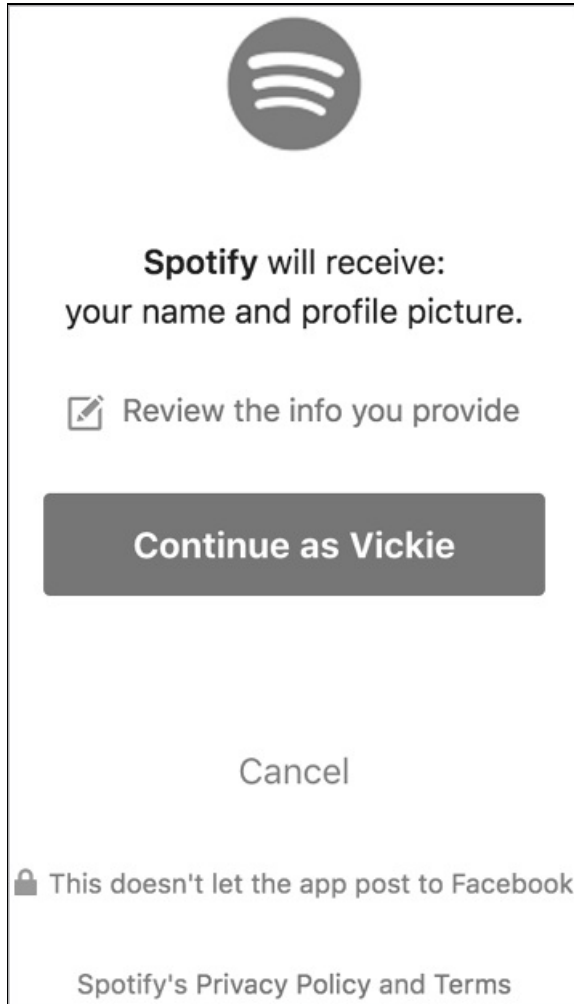 Spotify will receive:
your name and profile picture.
Review the info you provide
Continue as Vickie
Cancel
This doesn't let the app post to Facebook
Spotify's Privacy Policy and Terms